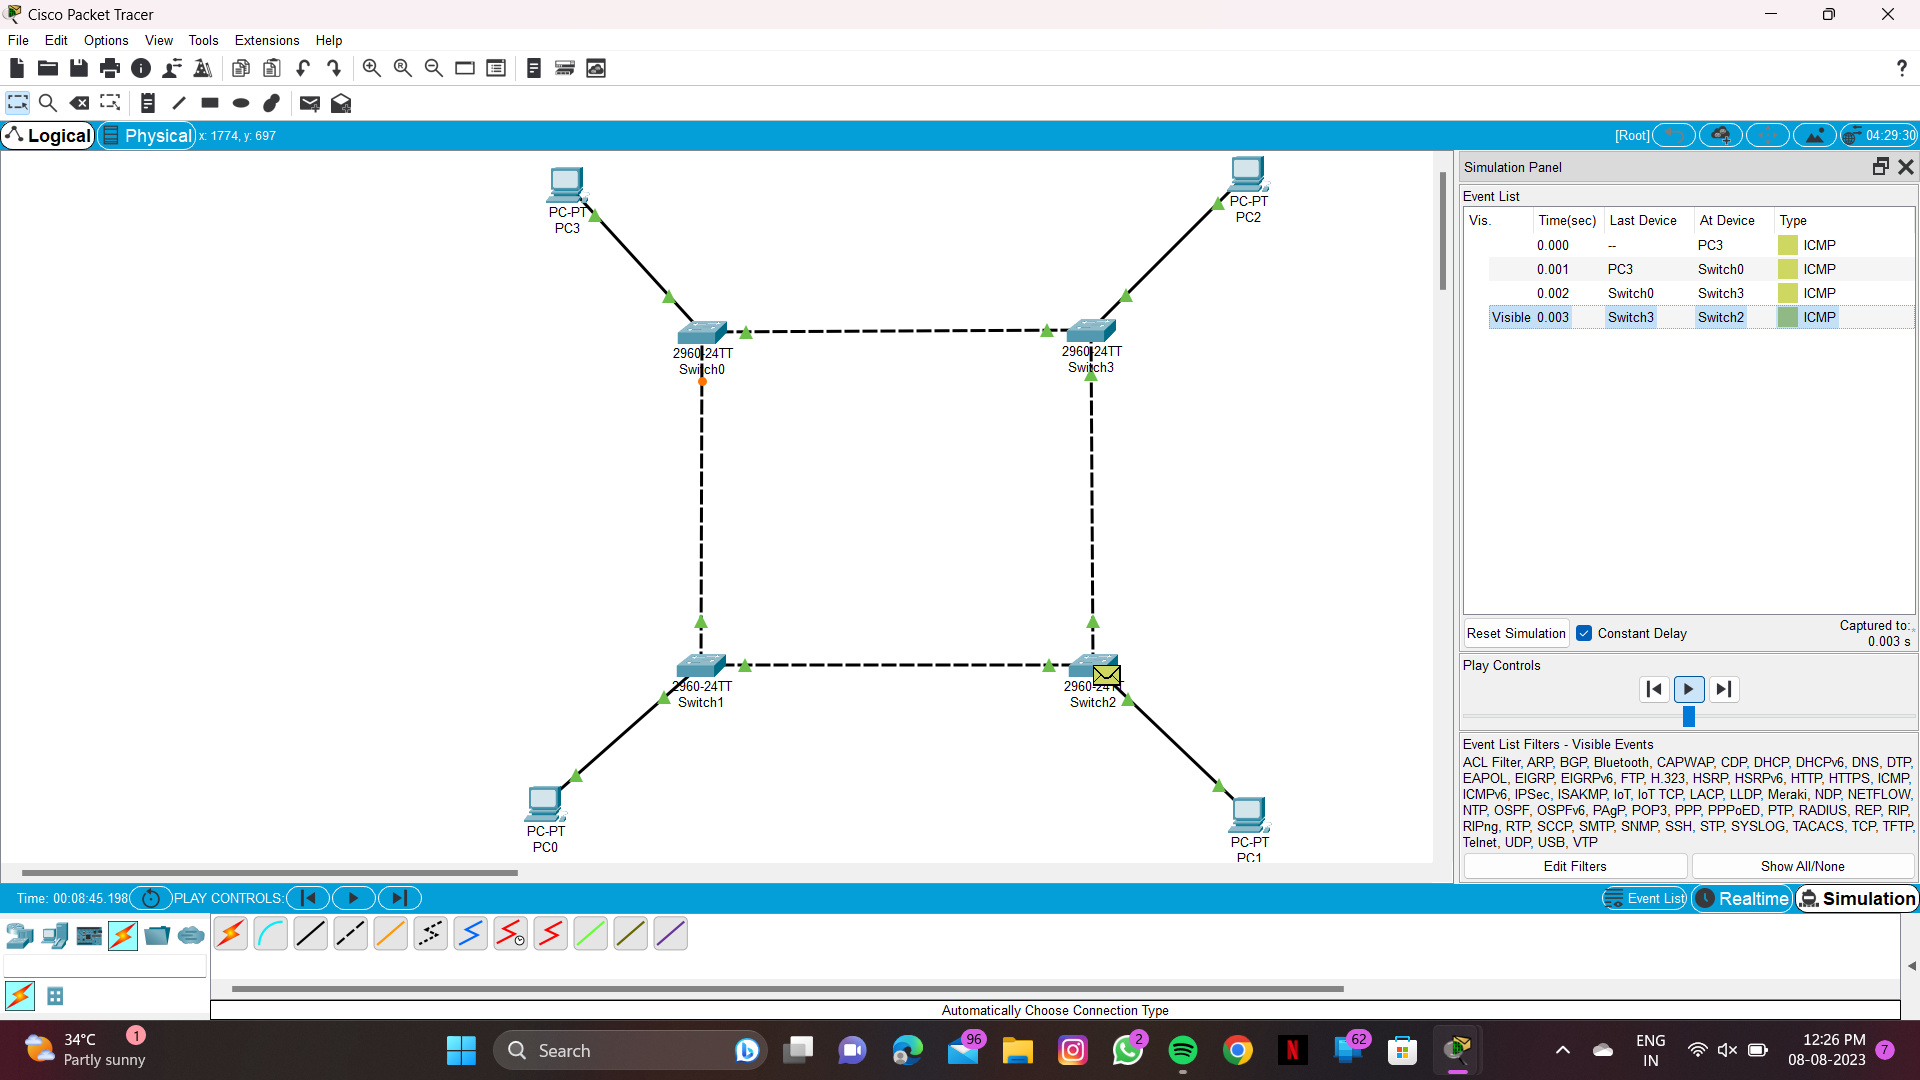 Cisco Packet Tracer
File Edit Options View Tools Extensions Help
Logical Physical x: 1774, y: 697 [Root] 04:29:30
PC-PT
PC3
PC-PT
PC2
2960-24TT
Switch0
2960-24TT
Switch3
2960-24TT
Switch1
2960-24TT
Switch2
PC-PT
PC0
PC-PT
PC1
Simulation Panel
Event List
Vis. Time(sec) Last Device At Device Type
0.000 -- PC3 ICMP
0.001 PC3 Switch0 ICMP
0.002 Switch0 Switch3 ICMP
Visible 0.003 Switch3 Switch2 ICMP
Reset Simulation Constant Delay Captured to:
0.003 s
Play Controls
Event List Filters - Visible Events
ACL Filter, ARP, BGP, Bluetooth, CAPWAP, CDP, DHCP, DHCPv6, DNS, DTP,
EAPOL, EIGRP, EIGRPv6, FTP, H.323, HSRP, HSRPv6, HTTP, HTTPS, ICMP,
ICMPv6, IPSec, ISAKMP, IoT, IoT TCP, LACP, LLDP, Meraki, NDP, NETFLOW,
NTP, OSPF, OSPFv6, PAgP, POP3, PPP, PPPoED, PTP, RADIUS, REP, RIP,
RIPng, RTP, SCCP, SMTP, SNMP, SSH, STP, SYSLOG, TACACS, TCP, TFTP,
Telnet, UDP, USB, VTP
Edit Filters Show All/None
Time: 00:08:45.198 PLAY CONTROLS: Event List Realtime Simulation
Automatically Choose Connection Type
34°C 1
Partly sunny
Search
96
2
62
ENG
IN
12:26 PM
08-08-2023
7